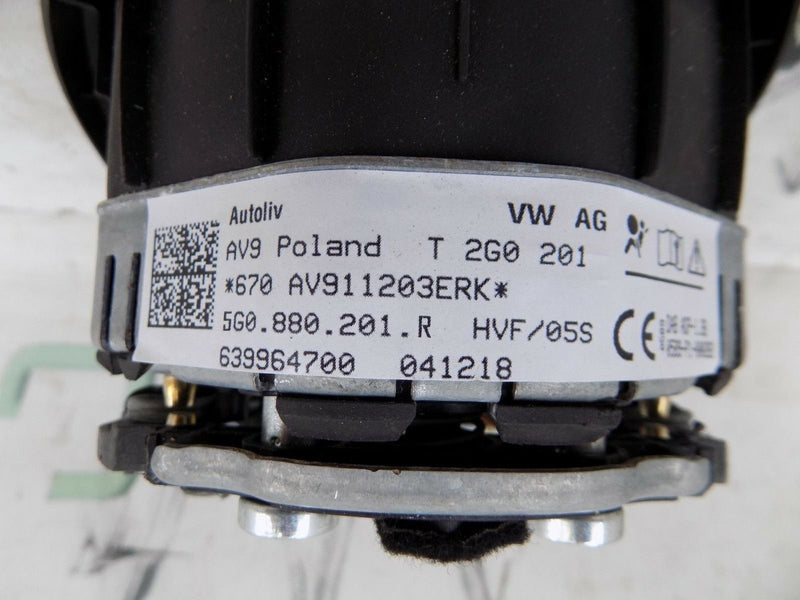 Autoliv VW AG
AV9 Poland T 2G0 201
*670 AV911203ERK*
5G0.880.201.R HVF/05S
639964700 041218
CE